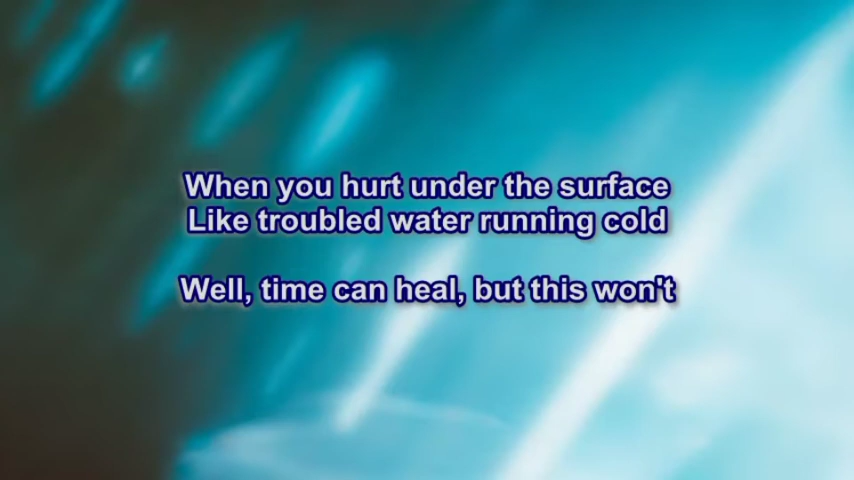 When you hurt under the surface
Like troubled water running cold
Well, time can heal, but this won't